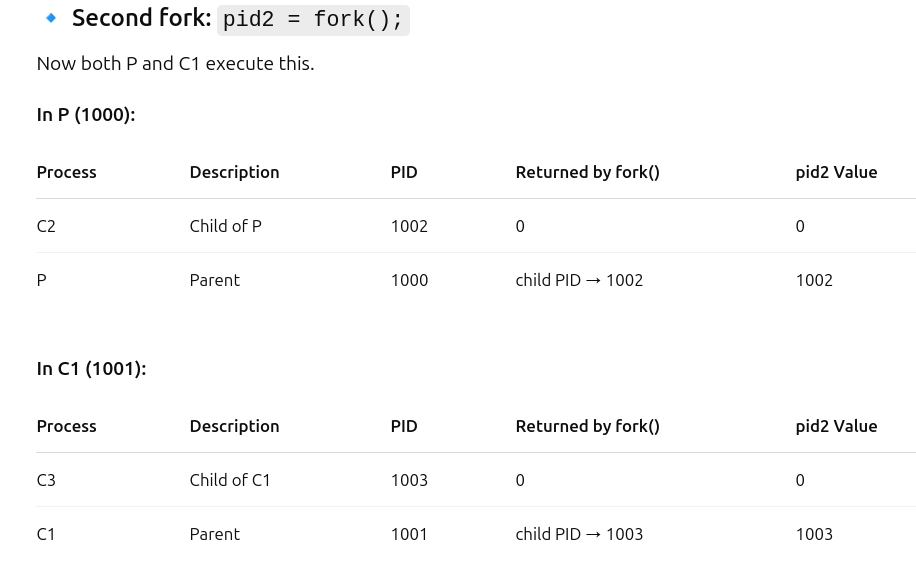 Second fork: pid2 = fork();
Now both P and C1 execute this.
In P (1000):
Process Description PID Returned by fork() pid2 Value
C2 Child of P 1002 0 0
P Parent 1000 child PID → 1002 1002
In C1 (1001):
Process Description PID Returned by fork() pid2 Value
C3 Child of C1 1003 0 0
C1 Parent 1001 child PID → 1003 1003